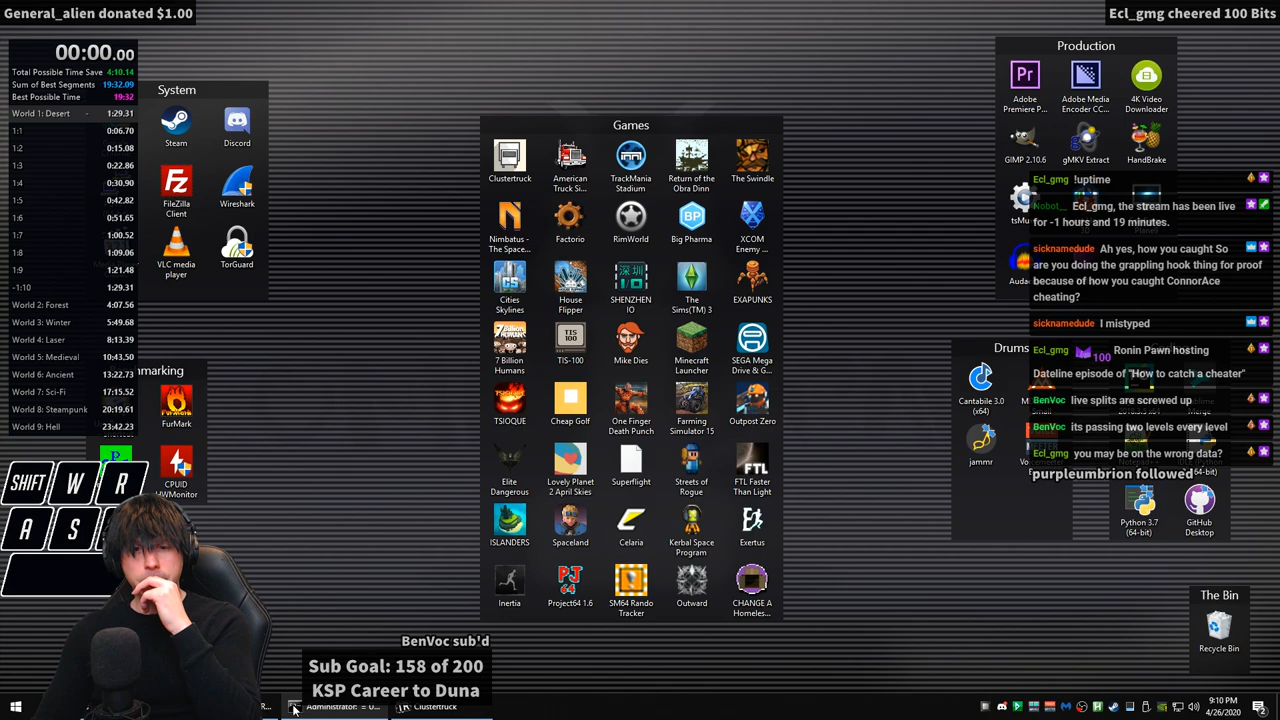 General_alien donated $1.00
Ecl_gmg cheered 100 Bits
00:00.00
Total Possible Time Save 4:10.14
Sum of Best Segments 19:32.09
Best Possible Time 19:32
World 1: Desert - 1:29.31
1:1 0:06.70
1:2 0:15.08
1:3 0:22.86
1:4 0:30.90
1:5 0:42.82
1:6 0:51.65
1:7 1:00.52
1:8 1:09.06
1:9 1:21.48
-1:10 1:29.31
World 2: Forest 4:07.56
World 3: Winter 5:49.68
World 4: Laser 8:13.39
World 5: Medieval 10:43.50
World 6: Ancient 13:22.73
World 7: Sci-Fi 17:15.52
World 8: Steampunk 20:19.61
World 9: Hell 23:42.23
System
Steam
Discord
FileZilla
Client
Wireshark
VLC media
player
TorGuard
marking
FurMark
CPUID
HWMonitor
SHIFT W R
A S
Games
Clustertruck
American
Truck Si...
TrackMania
Stadium
Return of the
Obra Dinn
The Swindle
Nimbatus -
The Space...
Factorio
RimWorld
Big Pharma
XCOM
Enemy ...
Cities
Skylines
House
Flipper
深圳
I/O
SHENZHEN
IO
The
Sims(TM) 3
EXAPUNKS
7 Billion
Humans
TIS
100
TIS-100
Mike Dies
Minecraft
Launcher
SEGA Mega
Drive & G...
TSIOQUE
Cheap Golf
One Finger
Death Punch
Farming
Simulator 15
Outpost Zero
Elite
Dangerous
Lovely Planet
2 April Skies
Superflight
Streets of
Rogue
FTL
FTL Faster
Than Light
ISLANDERS
Spaceland
Celaria
Kerbal Space
Program
Exertus
Inertia
PJ
64
Project64 1.6
SM64 Rando
Tracker
Outward
CHANGE A
Homeles...
Production
Pr
Adobe
Premiere P...
Adobe Media
Encoder CC...
4K Video
Downloader
GIMP 2.10.6
gMKV Extract
HandBrake
tsMu
Audac
Ecl_gmg !uptime
Nobot__ Ecl_gmg, the stream has been live
for -1 hours and 19 minutes.
sicknamedude Ah yes, how you caught So
are you doing the grappling hook thing for proof
because of how you caught ConnorAce
cheating?
sicknamedude I mistyped
Ecl_gmg 100 Ronin Pawn hosting
Dateline episode of "How to catch a cheater"
BenVoc live splits are screwed up
BenVoc its passing two levels every level
Ecl_gmg you may be on the wrong data?
purpleumbrion followed
Drums
Cantabile 3.0
(x64)
jammr
Python 3.7
(64-bit)
GitHub
Desktop
The Bin
Recycle Bin
BenVoc sub'd
Sub Goal: 158 of 200
KSP Career to Duna
R...
Administrator:
Clustertruck
9:10 PM
4/26/2020
2